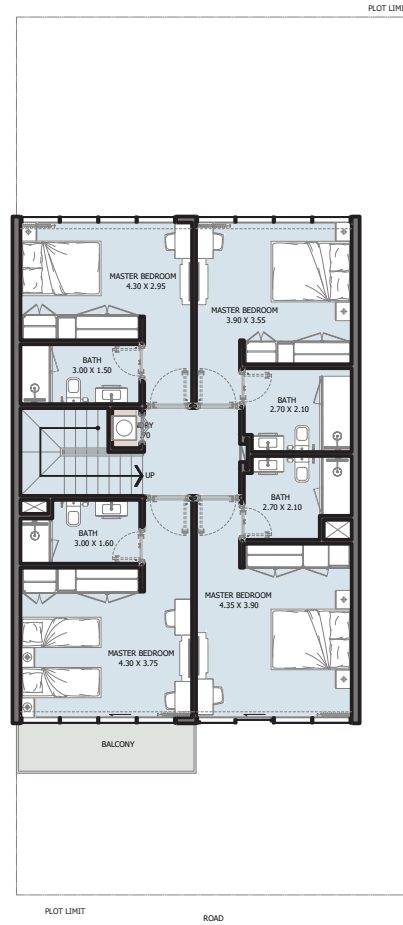 PLOT
MASTER BEDROOM
4.30 X 2.95
MASTER BEDROOM
3.90 X 3.55
BATH
3.00 X 1.50
BATH
2.70 X 2.10
UP
BATH
2.70 X 2.10
BATH
3.00 X 1.60
MASTER BEDROOM
4.35 X 3.90
MASTER BEDROOM
4.30 X 3.75
BALCONY
PLOT LIMIT
ROAD